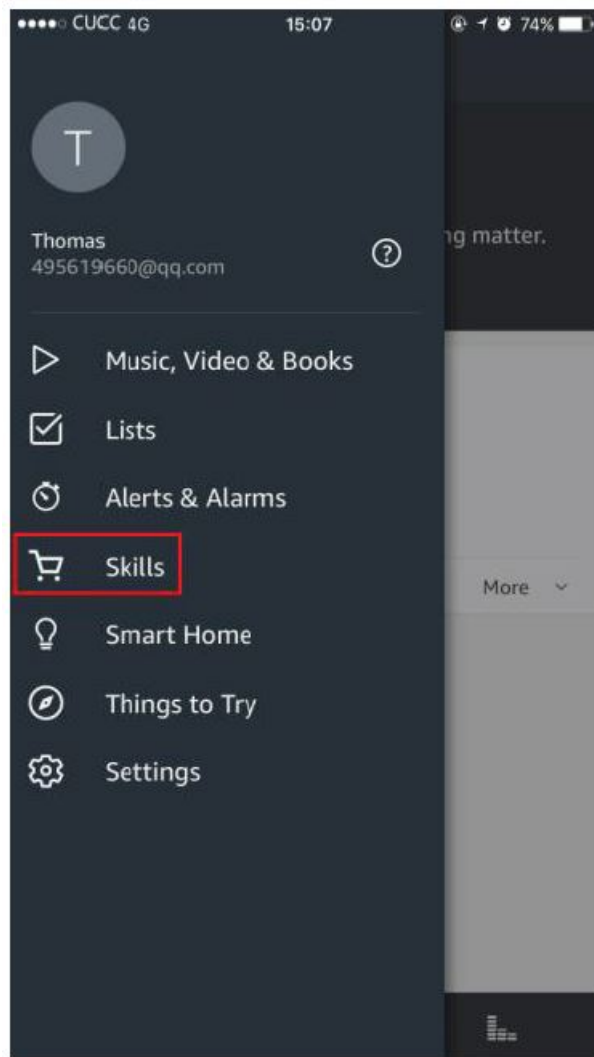 CUCC 4G 15:07 74%
T
Thomas
495619660@qq.com
ng matter.
Music, Video & Books
Lists
Alerts & Alarms
Skills
More
Smart Home
Things to Try
Settings